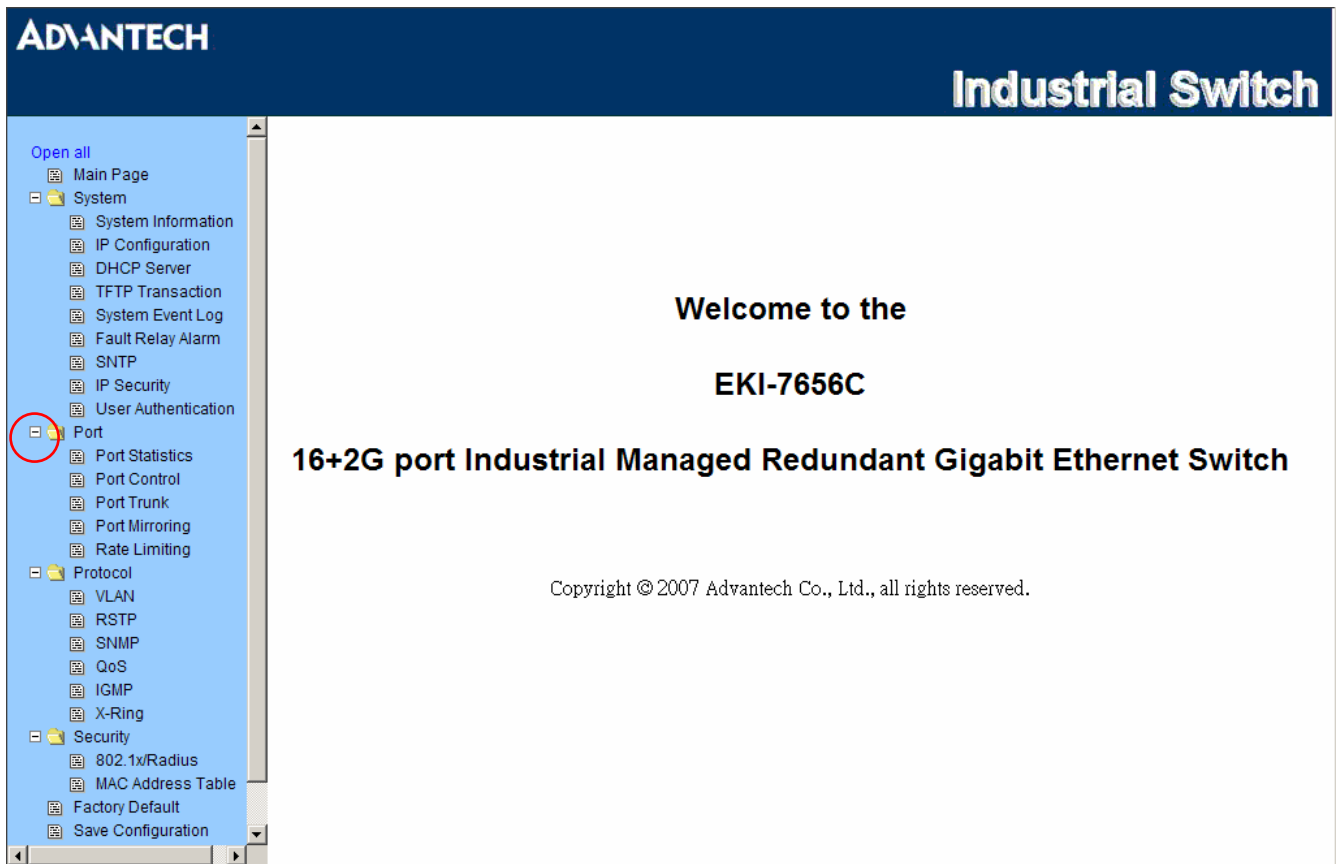 ADVANTECH
Industrial Switch
Open all
Main Page
System
System Information
IP Configuration
DHCP Server
TFTP Transaction
System Event Log
Fault Relay Alarm
SNTP
IP Security
User Authentication
Port
Port Statistics
Port Control
Port Trunk
Port Mirroring
Rate Limiting
Protocol
VLAN
RSTP
SNMP
QoS
IGMP
X-Ring
Security
802.1x/Radius
MAC Address Table
Factory Default
Save Configuration
Welcome to the
EKI-7656C
16+2G port Industrial Managed Redundant Gigabit Ethernet Switch
Copyright © 2007 Advantech Co., Ltd., all rights reserved.